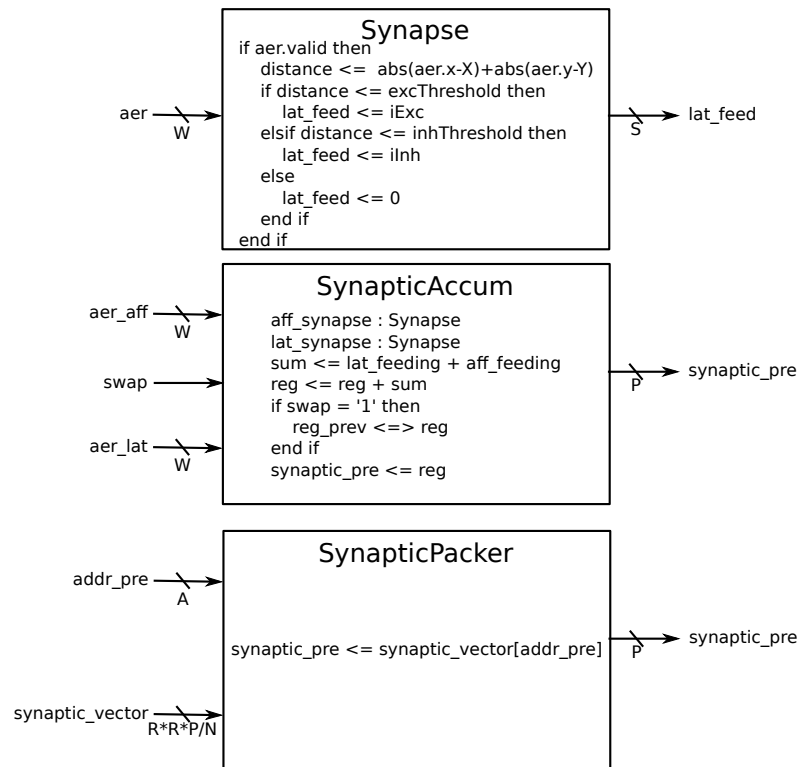 Synapse
if aer.valid then
distance <= abs(aer.x-X)+abs(aer.y-Y)
if distance <= excThreshold then
lat_feed <= iExc
elsif distance <= inhThreshold then
lat_feed <= iInh
else
lat_feed <= 0
end if
end if
aer
W
S
lat_feed
SynapticAccum
aer_aff
W
swap
aer_lat
W
aff_synapse : Synapse
lat_synapse : Synapse
sum <= lat_feeding + aff_feeding
reg <= reg + sum
if swap = '1' then
reg_prev <=> reg
end if
synaptic_pre <= reg
P
synaptic_pre
SynapticPacker
addr_pre
A
synaptic_pre <= synaptic_vector[addr_pre]
P
synaptic_pre
synaptic_vector
R*R*P/N